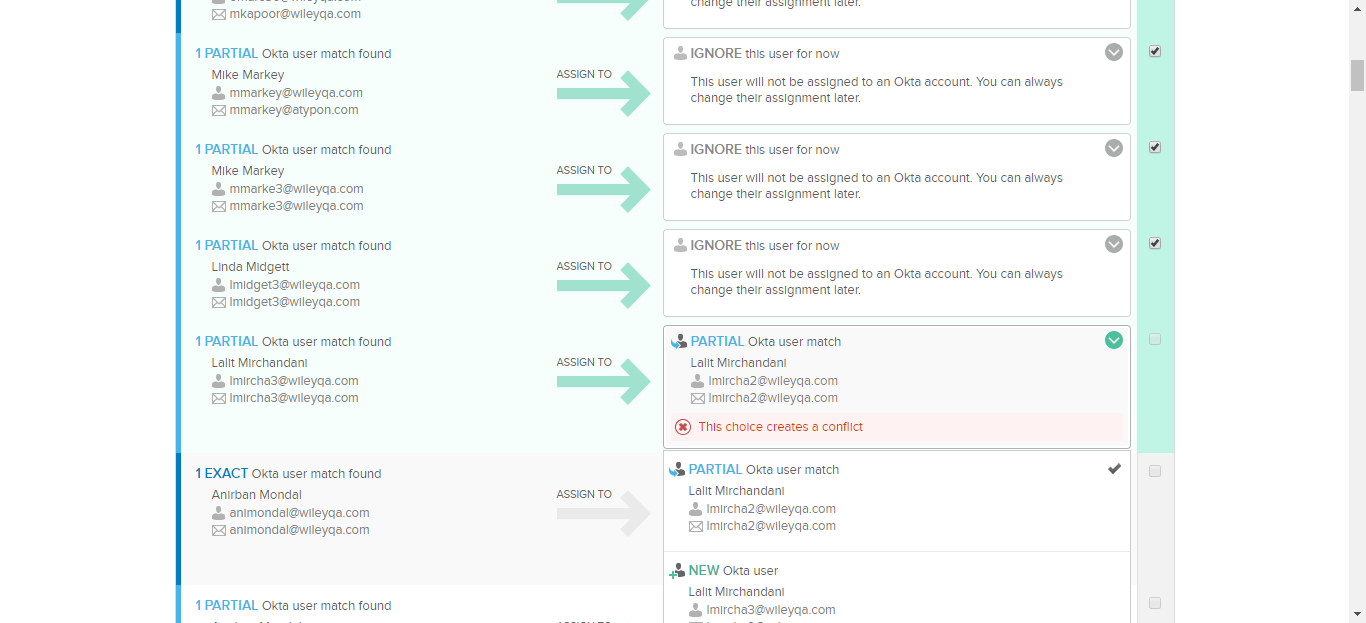 mkapoor@wileyqa.com
change their assignment later.
1 PARTIAL Okta user match found
Mike Markey
mmarkey@wileyqa.com
mmarkey@atypon.com
ASSIGN TO
IGNORE this user for now
This user will not be assigned to an Okta account. You can always
change their assignment later.
1 PARTIAL Okta user match found
Mike Markey
mmarke3@wileyqa.com
mmarke3@wileyqa.com
ASSIGN TO
IGNORE this user for now
This user will not be assigned to an Okta account. You can always
change their assignment later.
1 PARTIAL Okta user match found
Linda Midgett
lmidget3@wileyqa.com
lmidget3@wileyqa.com
ASSIGN TO
IGNORE this user for now
This user will not be assigned to an Okta account. You can always
change their assignment later.
1 PARTIAL Okta user match found
Lalit Mirchandani
lmircha3@wileyqa.com
lmircha3@wileyqa.com
ASSIGN TO
PARTIAL Okta user match
Lalit Mirchandani
lmircha2@wileyqa.com
lmircha2@wileyqa.com
This choice creates a conflict
1 EXACT Okta user match found
Anirban Mondal
animondal@wileyqa.com
animondal@wileyqa.com
ASSIGN TO
PARTIAL Okta user match
Lalit Mirchandani
lmircha2@wileyqa.com
lmircha2@wileyqa.com
NEW Okta user
Lalit Mirchandani
lmircha3@wileyqa.com
1 PARTIAL Okta user match found